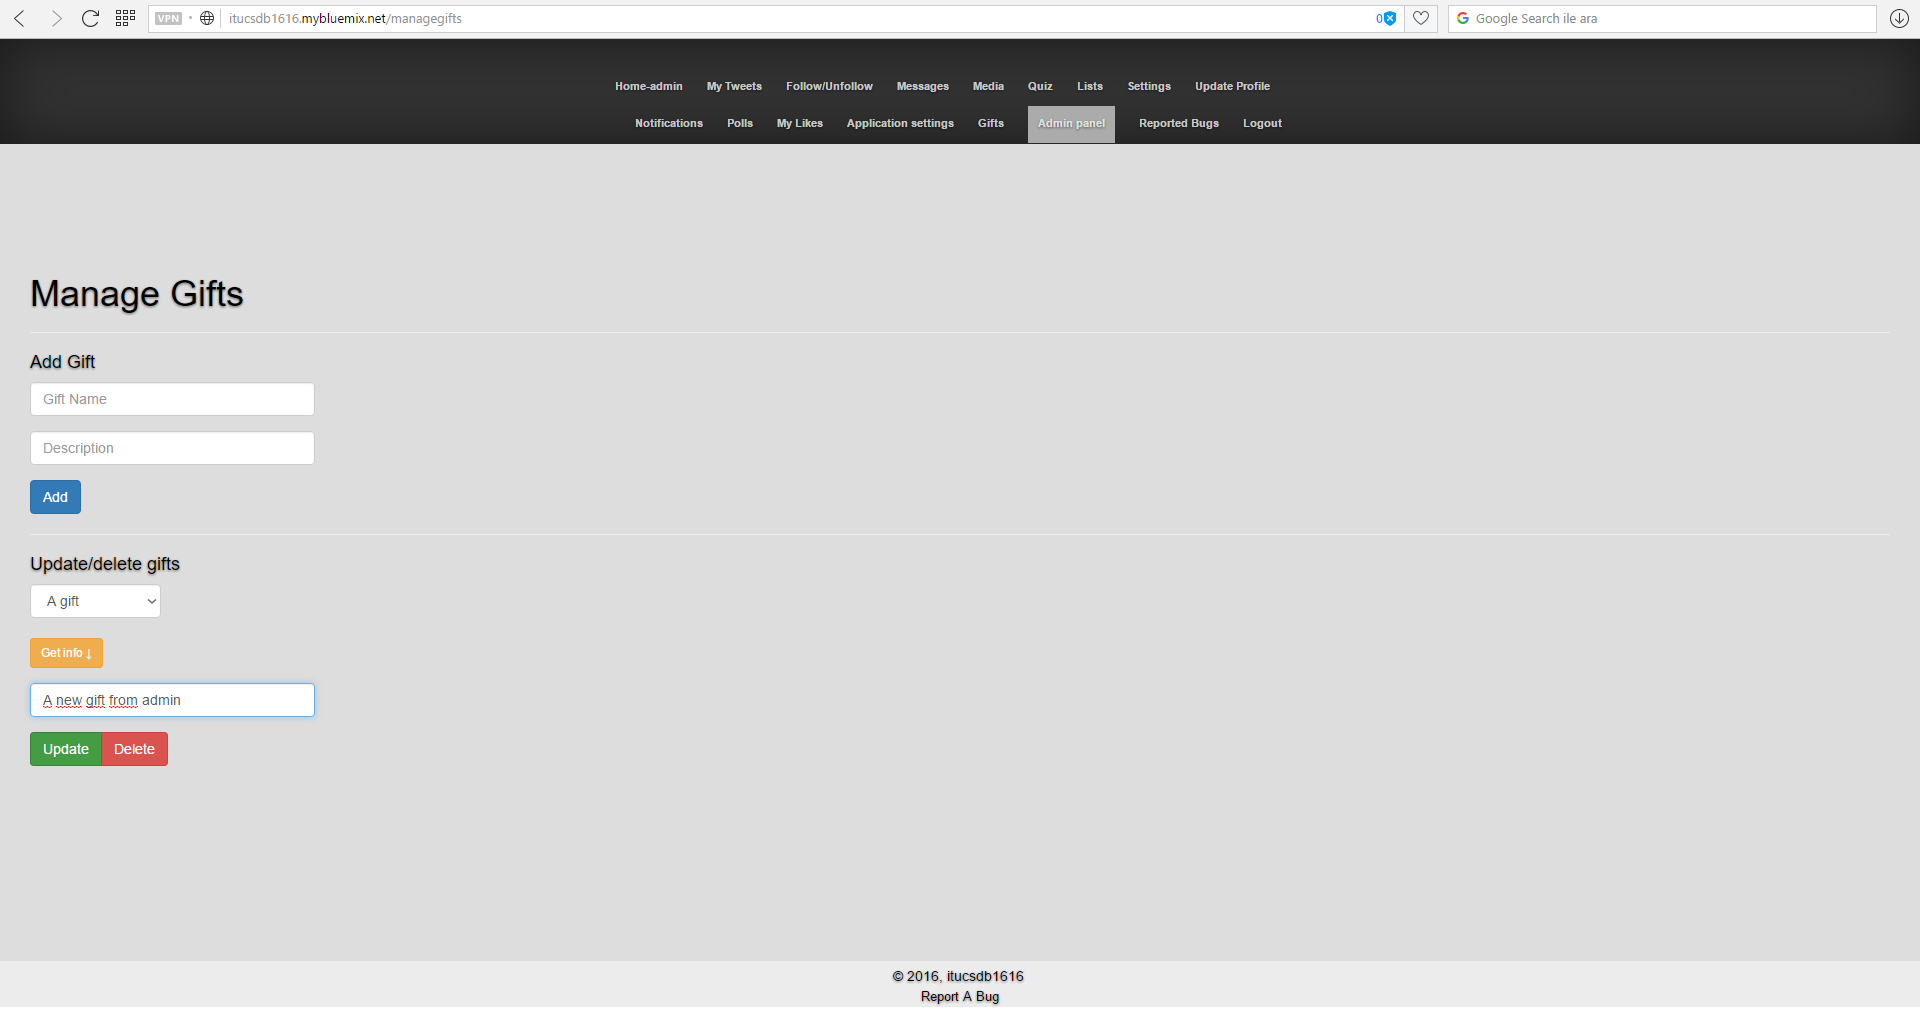 VPN itucsdb1616.mybluemix.net/managegifts 0 Google Search ile ara
Home-admin My Tweets Follow/Unfollow Messages Media Quiz Lists Settings Update Profile
Notifications Polls My Likes Application settings Gifts Admin panel Reported Bugs Logout
Manage Gifts
Add Gift
Gift Name
Description
Add
Update/delete gifts
A gift
Get info ↓
A new gift from admin
Update Delete
© 2016, itucsdb1616
Report A Bug